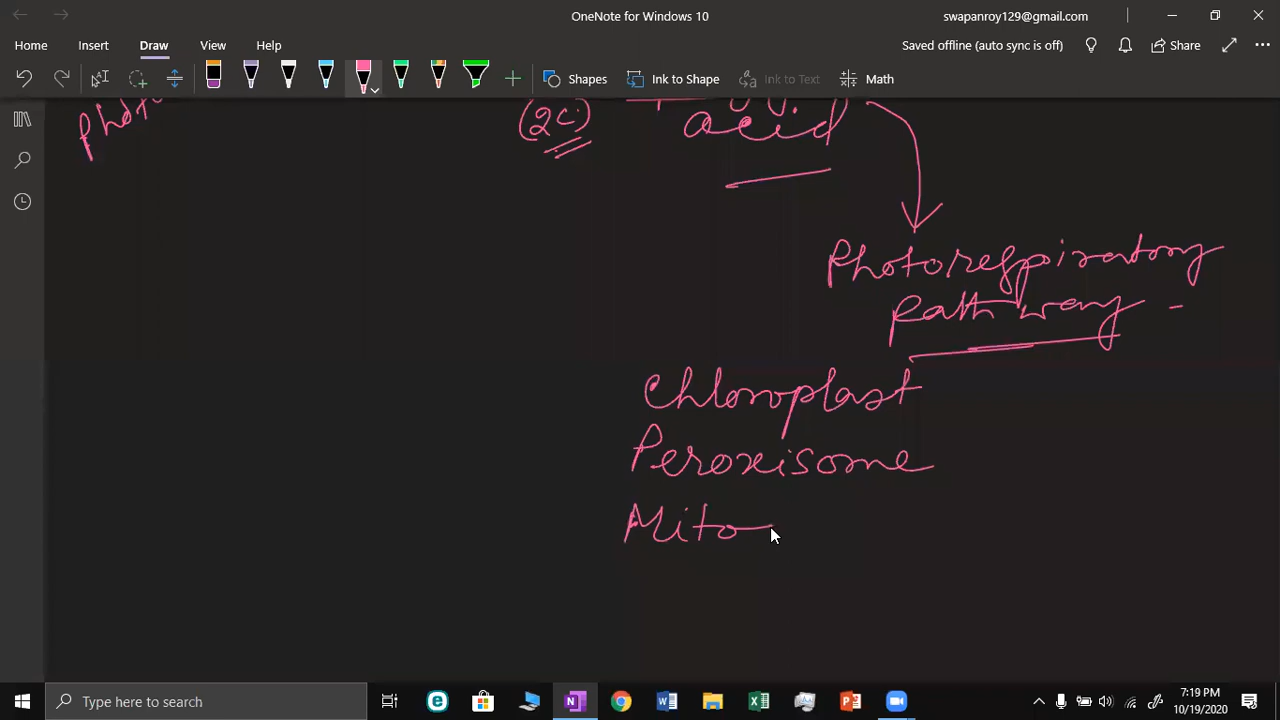 OneNote for Windows 10
swapanroy129@gmail.com
Home Insert Draw View Help
Saved offline (auto sync is off)
Share
Shapes
Ink to Shape
Ink to Text
Math
photo
(2C)
acid
Photorespiratory
pathway -
Chloroplast
Peroxisome
Mito
Type here to search
7:19 PM
10/19/2020